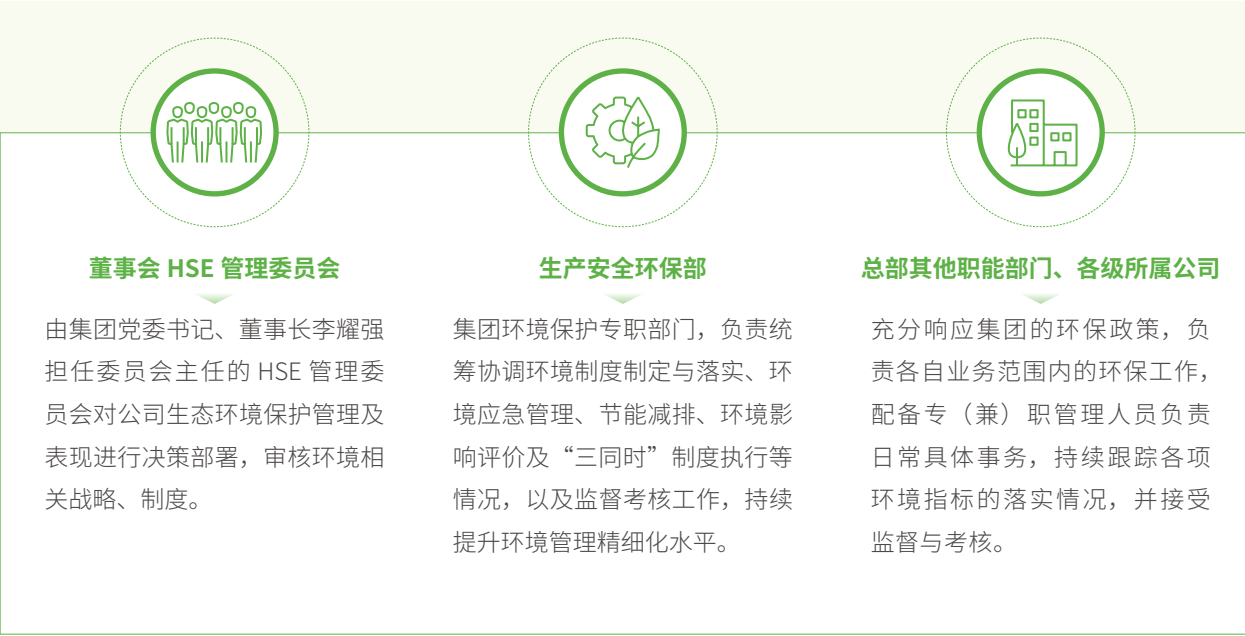 董事会 HSE 管理委员会
由集团党委书记、董事长李耀强
担任委员会主任的 HSE 管理委
员会对公司生态环境保护管理及
表现进行决策部署，审核环境相
关战略、制度。
生产安全环保部
集团环境保护专职部门，负责统
筹协调环境制度制定与落实、环
境应急管理、节能减排、环境影
响评价及“三同时”制度执行等
情况，以及监督考核工作，持续
提升环境管理精细化水平。
总部其他职能部门、各级所属公司
充分响应集团的环保政策，负
责各自业务范围内的环保工作，
配备专（兼）职管理人员负责
日常具体事务，持续跟踪各项
环境指标的落实情况，并接受
监督与考核。